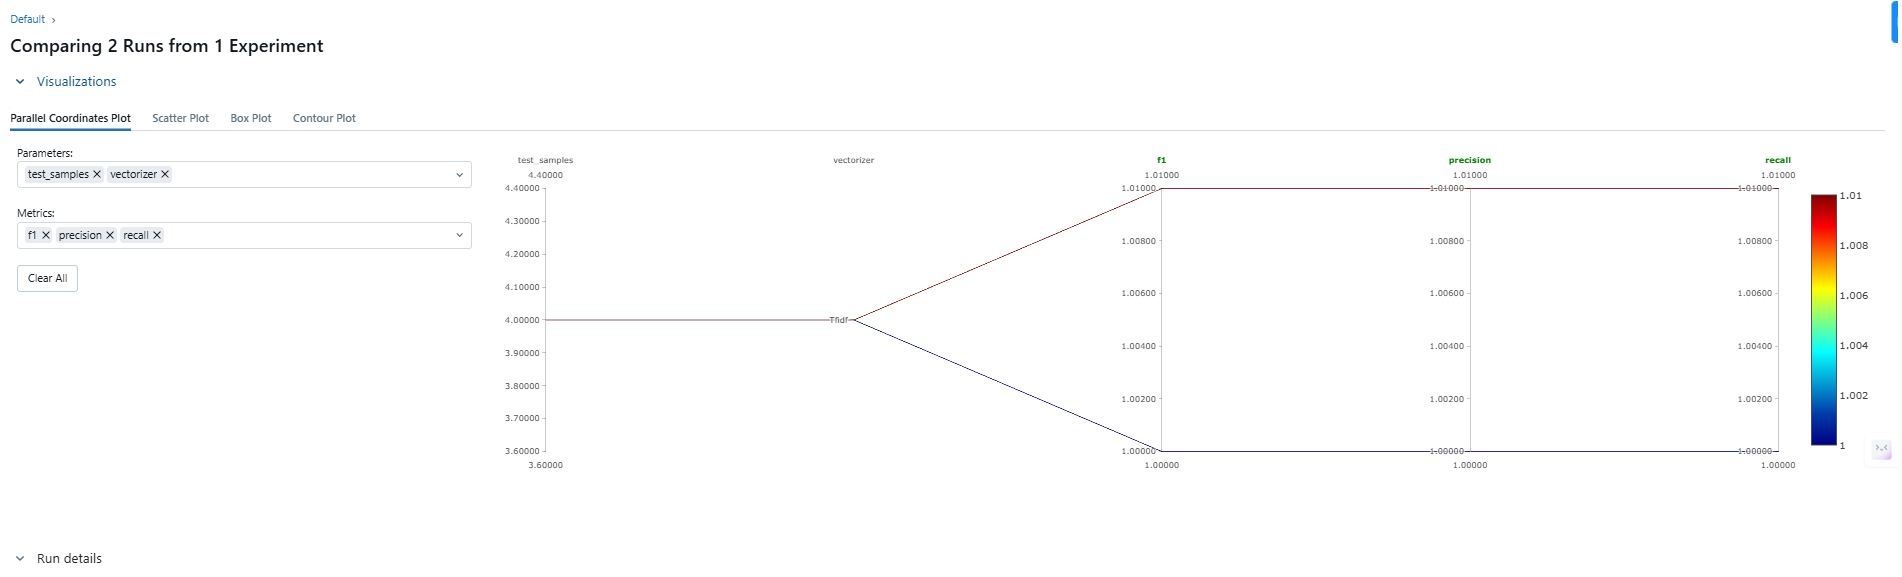 Default ›
Comparing 2 Runs from 1 Experiment
Visualizations
Parallel Coordinates Plot Scatter Plot Box Plot Contour Plot
Parameters:
test_samples × vectorizer ×
Metrics:
f1 × precision × recall ×
Clear All
test_samples vectorizer f1 precision recall
4.40000 1.01000 1.01000 1.01000
4.40000 1.01000 1.01000 1.01000 1.01
4.30000
1.00800 1.00800 1.00800 1.008
4.20000
4.10000 1.00600 1.00600 1.00600 1.006
4.00000 Tfidf
3.90000 1.00400 1.00400 1.00400 1.004
3.80000
1.00200 1.00200 1.00200 1.002
3.70000
3.60000 1.00000 1.00000 1.00000 1
3.60000 1.00000 1.00000 1.00000
Run details